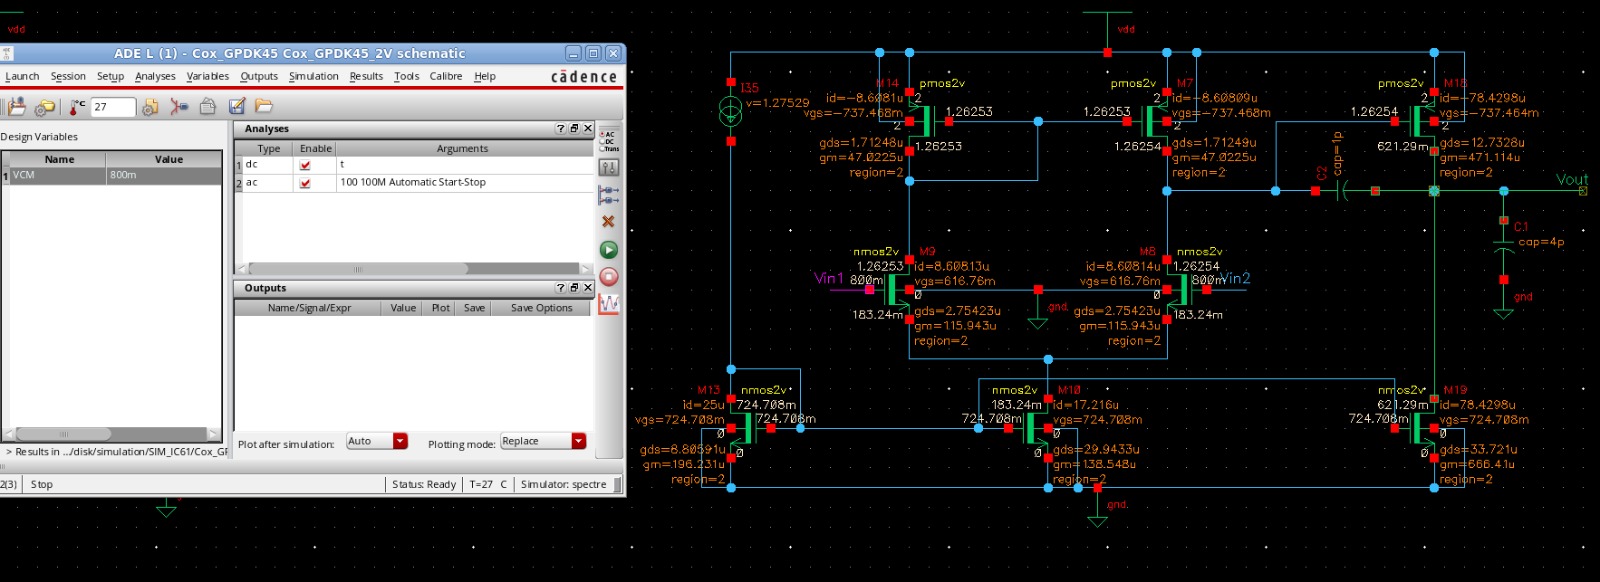 vdd
ADE L (1) - Cox_GPDK45 Cox_GPDK45_2V schematic
Launch Session Setup Analyses Variables Outputs Simulation Results Tools Calibre Help
cādence
°C 27
Design Variables
Name Value
1 VCM 800m
> Results in .../disk/simulation/SIM_IC61/Cox_GP
Analyses
Type Enable Arguments
1 dc t
2 ac 100 100M Automatic Start-Stop
Outputs
Name/Signal/Expr Value Plot Save Save Options
Plot after simulation: Auto Plotting mode: Replace
AC
DC
Trans
2(3) Stop
Status: Ready T=27 C Simulator: spectre
vdd
I35
v=1.27529
M14
pmos2v
id=-8.6081u
vgs=-737.468m
2
1.26253
2
gds=1.71248u
gm=47.0225u
region=2
1.26253
M7
pmos2v
id=-8.60809u
vgs=-737.468m
2
1.26253
2
gds=1.71249u
gm=47.0225u
region=2
1.26254
pmos2v
id=-78.4298u
vgs=-737.464m
2
1.26254
2
gds=12.7328u
gm=471.114u
region=2
621.29m
C2
cap=1p
Vout
C1
cap=4p
gnd
nmos2v
M9
1.26253
id=8.60813u
vgs=616.76m
Vin1
800m
0
gds=2.75423u
gm=115.943u
region=2
183.24m
gnd
nmos2v
1.26254
id=8.60814u
vgs=616.76m
800m
Vin2
0
gds=2.75423u
gm=115.943u
region=2
183.24m
M13
nmos2v
724.708m
id=25u
vgs=724.708m
724.708m
0
gds=8.80591u
gm=196.231u
region=2
0
nmos2v
M10
183.24m
id=17.216u
vgs=724.708m
724.708m
0
gds=29.9433u
gm=138.548u
region=2
0
nmos2v
M19
621.29m
id=78.4298u
vgs=724.708m
724.708m
0
gds=33.721u
gm=666.41u
region=2
0
gnd